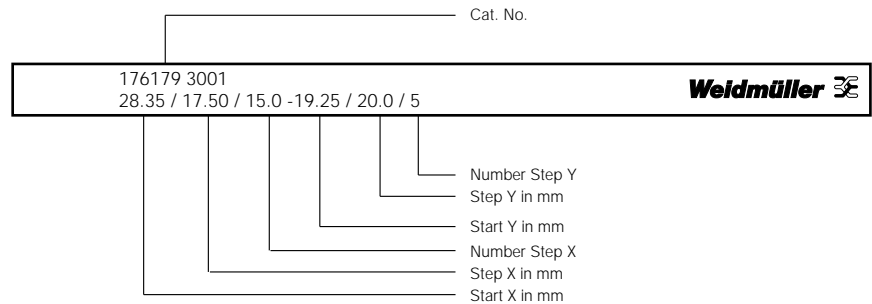 Cat. No.
176179 3001
28.35 / 17.50 / 15.0 -19.25 / 20.0 / 5
Weidmüller
Number Step Y
Step Y in mm
Start Y in mm
Number Step X
Step X in mm
Start X in mm